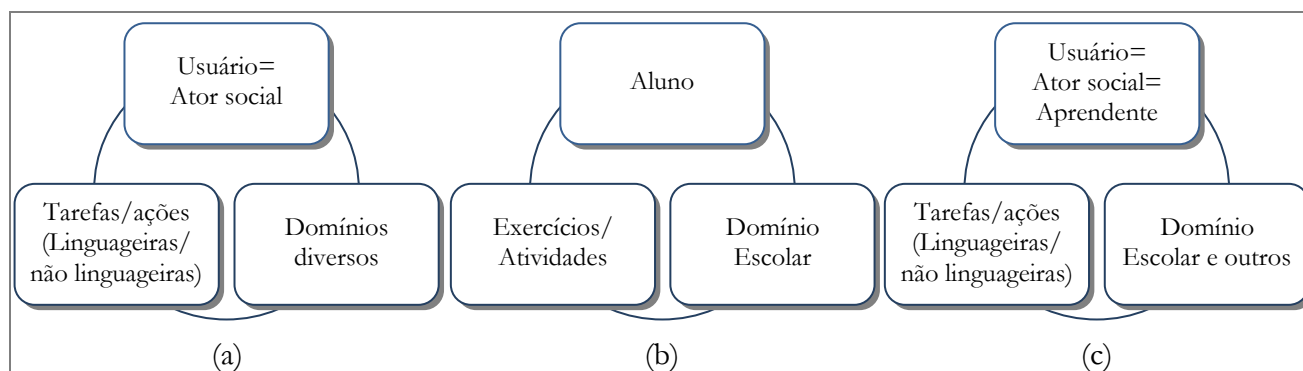 Usuário=
Ator social
Tarefas/ações
(Linguageiras/
não linguageiras)
Domínios
diversos
(a)
Aluno
Exercícios/
Atividades
Domínio
Escolar
(b)
Usuário=
Ator social=
Aprendente
Tarefas/ações
(Linguageiras/
não linguageiras)
Domínio
Escolar e outros
(c)